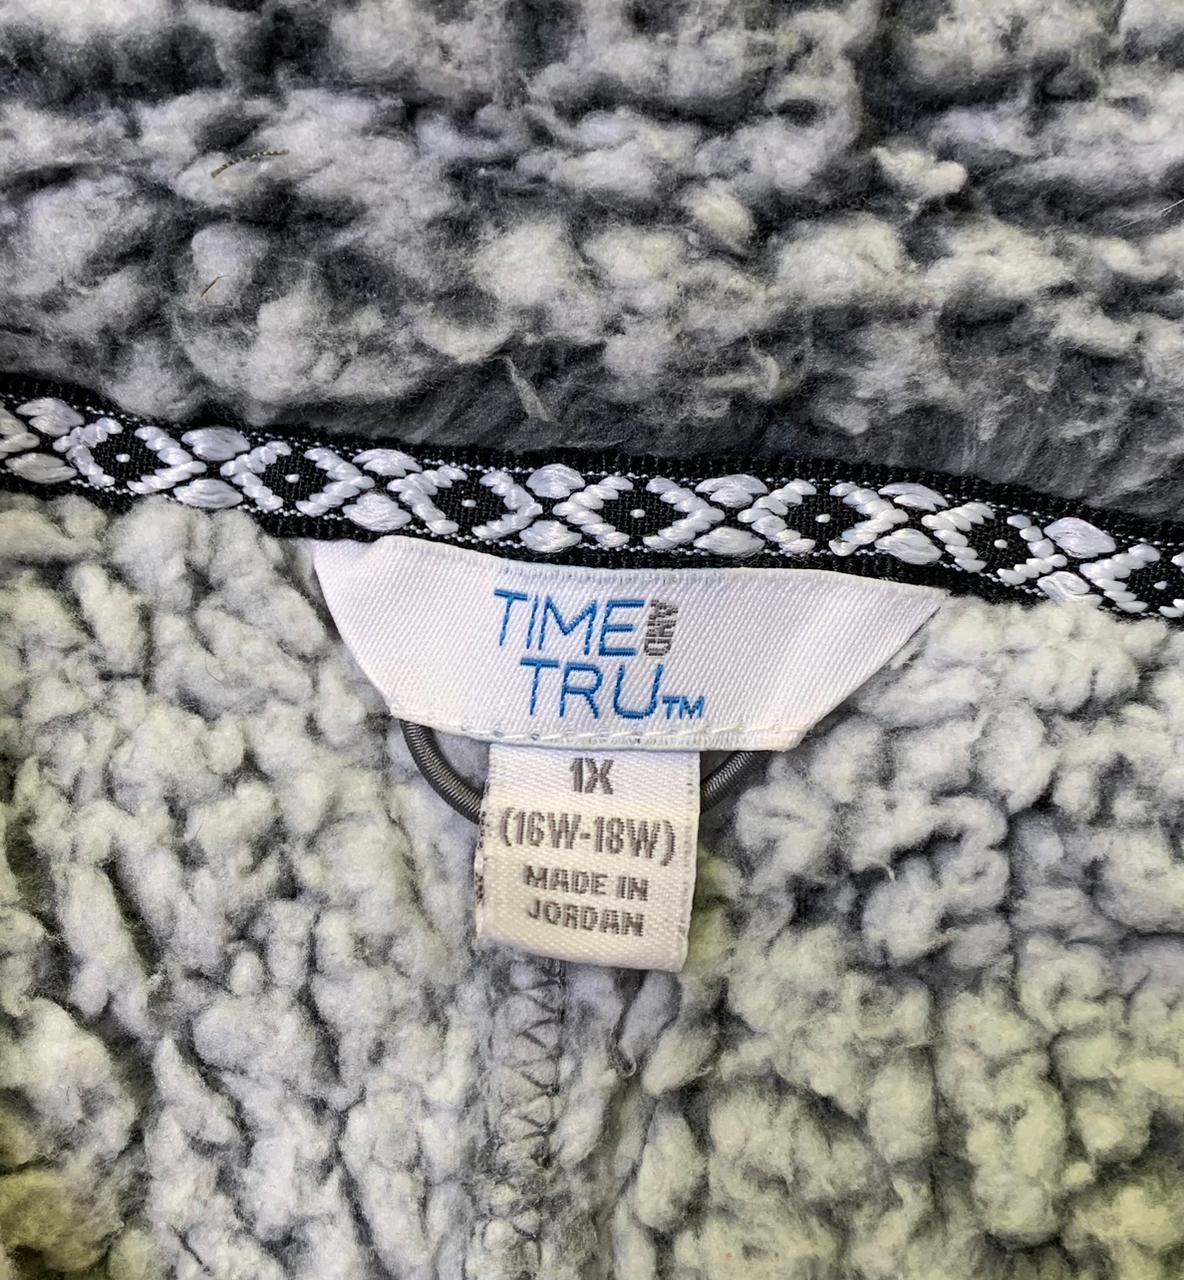 TIME AND
TRU™
1X
(16W-18W)
MADE IN
JORDAN